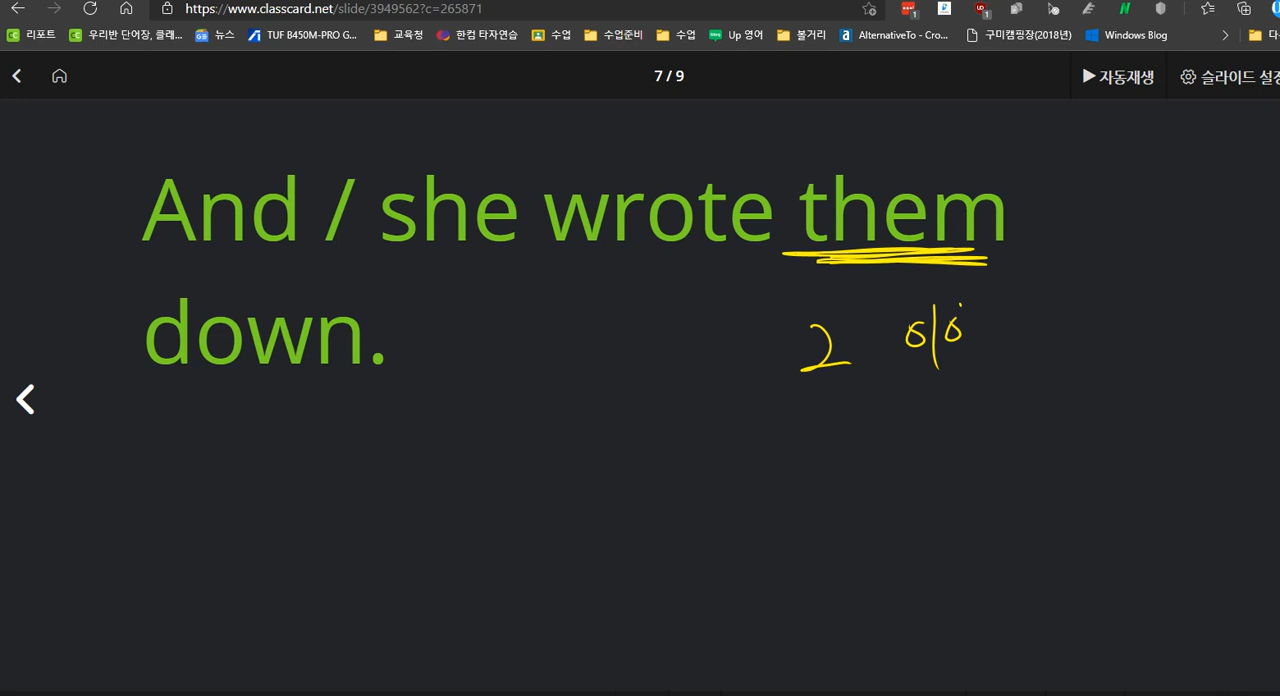 https://www.classcard.net/slide/3949562?c=265871
리포트 우리반 단어장, 클래... 뉴스 TUF B450M-PRO G... 교육청 한컴 타자연습 수업 수업준비 수업 Up 영어 볼거리 AlternativeTo - Cro... 구미캠핑장(2018년) Windows Blog
7 / 9 자동재생 슬라이드 설정
And / she wrote them
down.
2